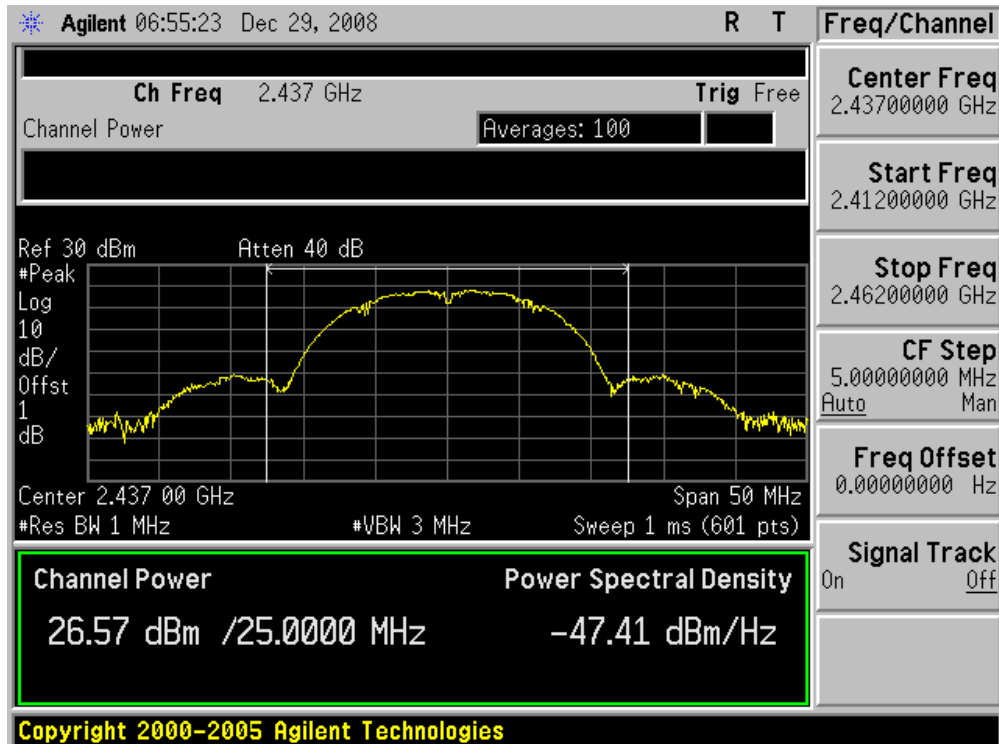 Agilent 06:55:23 Dec 29, 2008 R T
Ch Freq 2.437 GHz Trig Free
Channel Power Averages: 100
Ref 30 dBm Atten 40 dB
#Peak
Log
10
dB/
Offst
1
dB
Center 2.437 00 GHz Span 50 MHz
#Res BW 1 MHz #VBW 3 MHz Sweep 1 ms (601 pts)
Channel Power Power Spectral Density
26.57 dBm /25.0000 MHz -47.41 dBm/Hz
Copyright 2000-2005 Agilent Technologies
Freq/Channel
Center Freq
2.43700000 GHz
Start Freq
2.41200000 GHz
Stop Freq
2.46200000 GHz
CF Step
5.00000000 MHz
Auto Man
Freq Offset
0.00000000 Hz
Signal Track
On Off